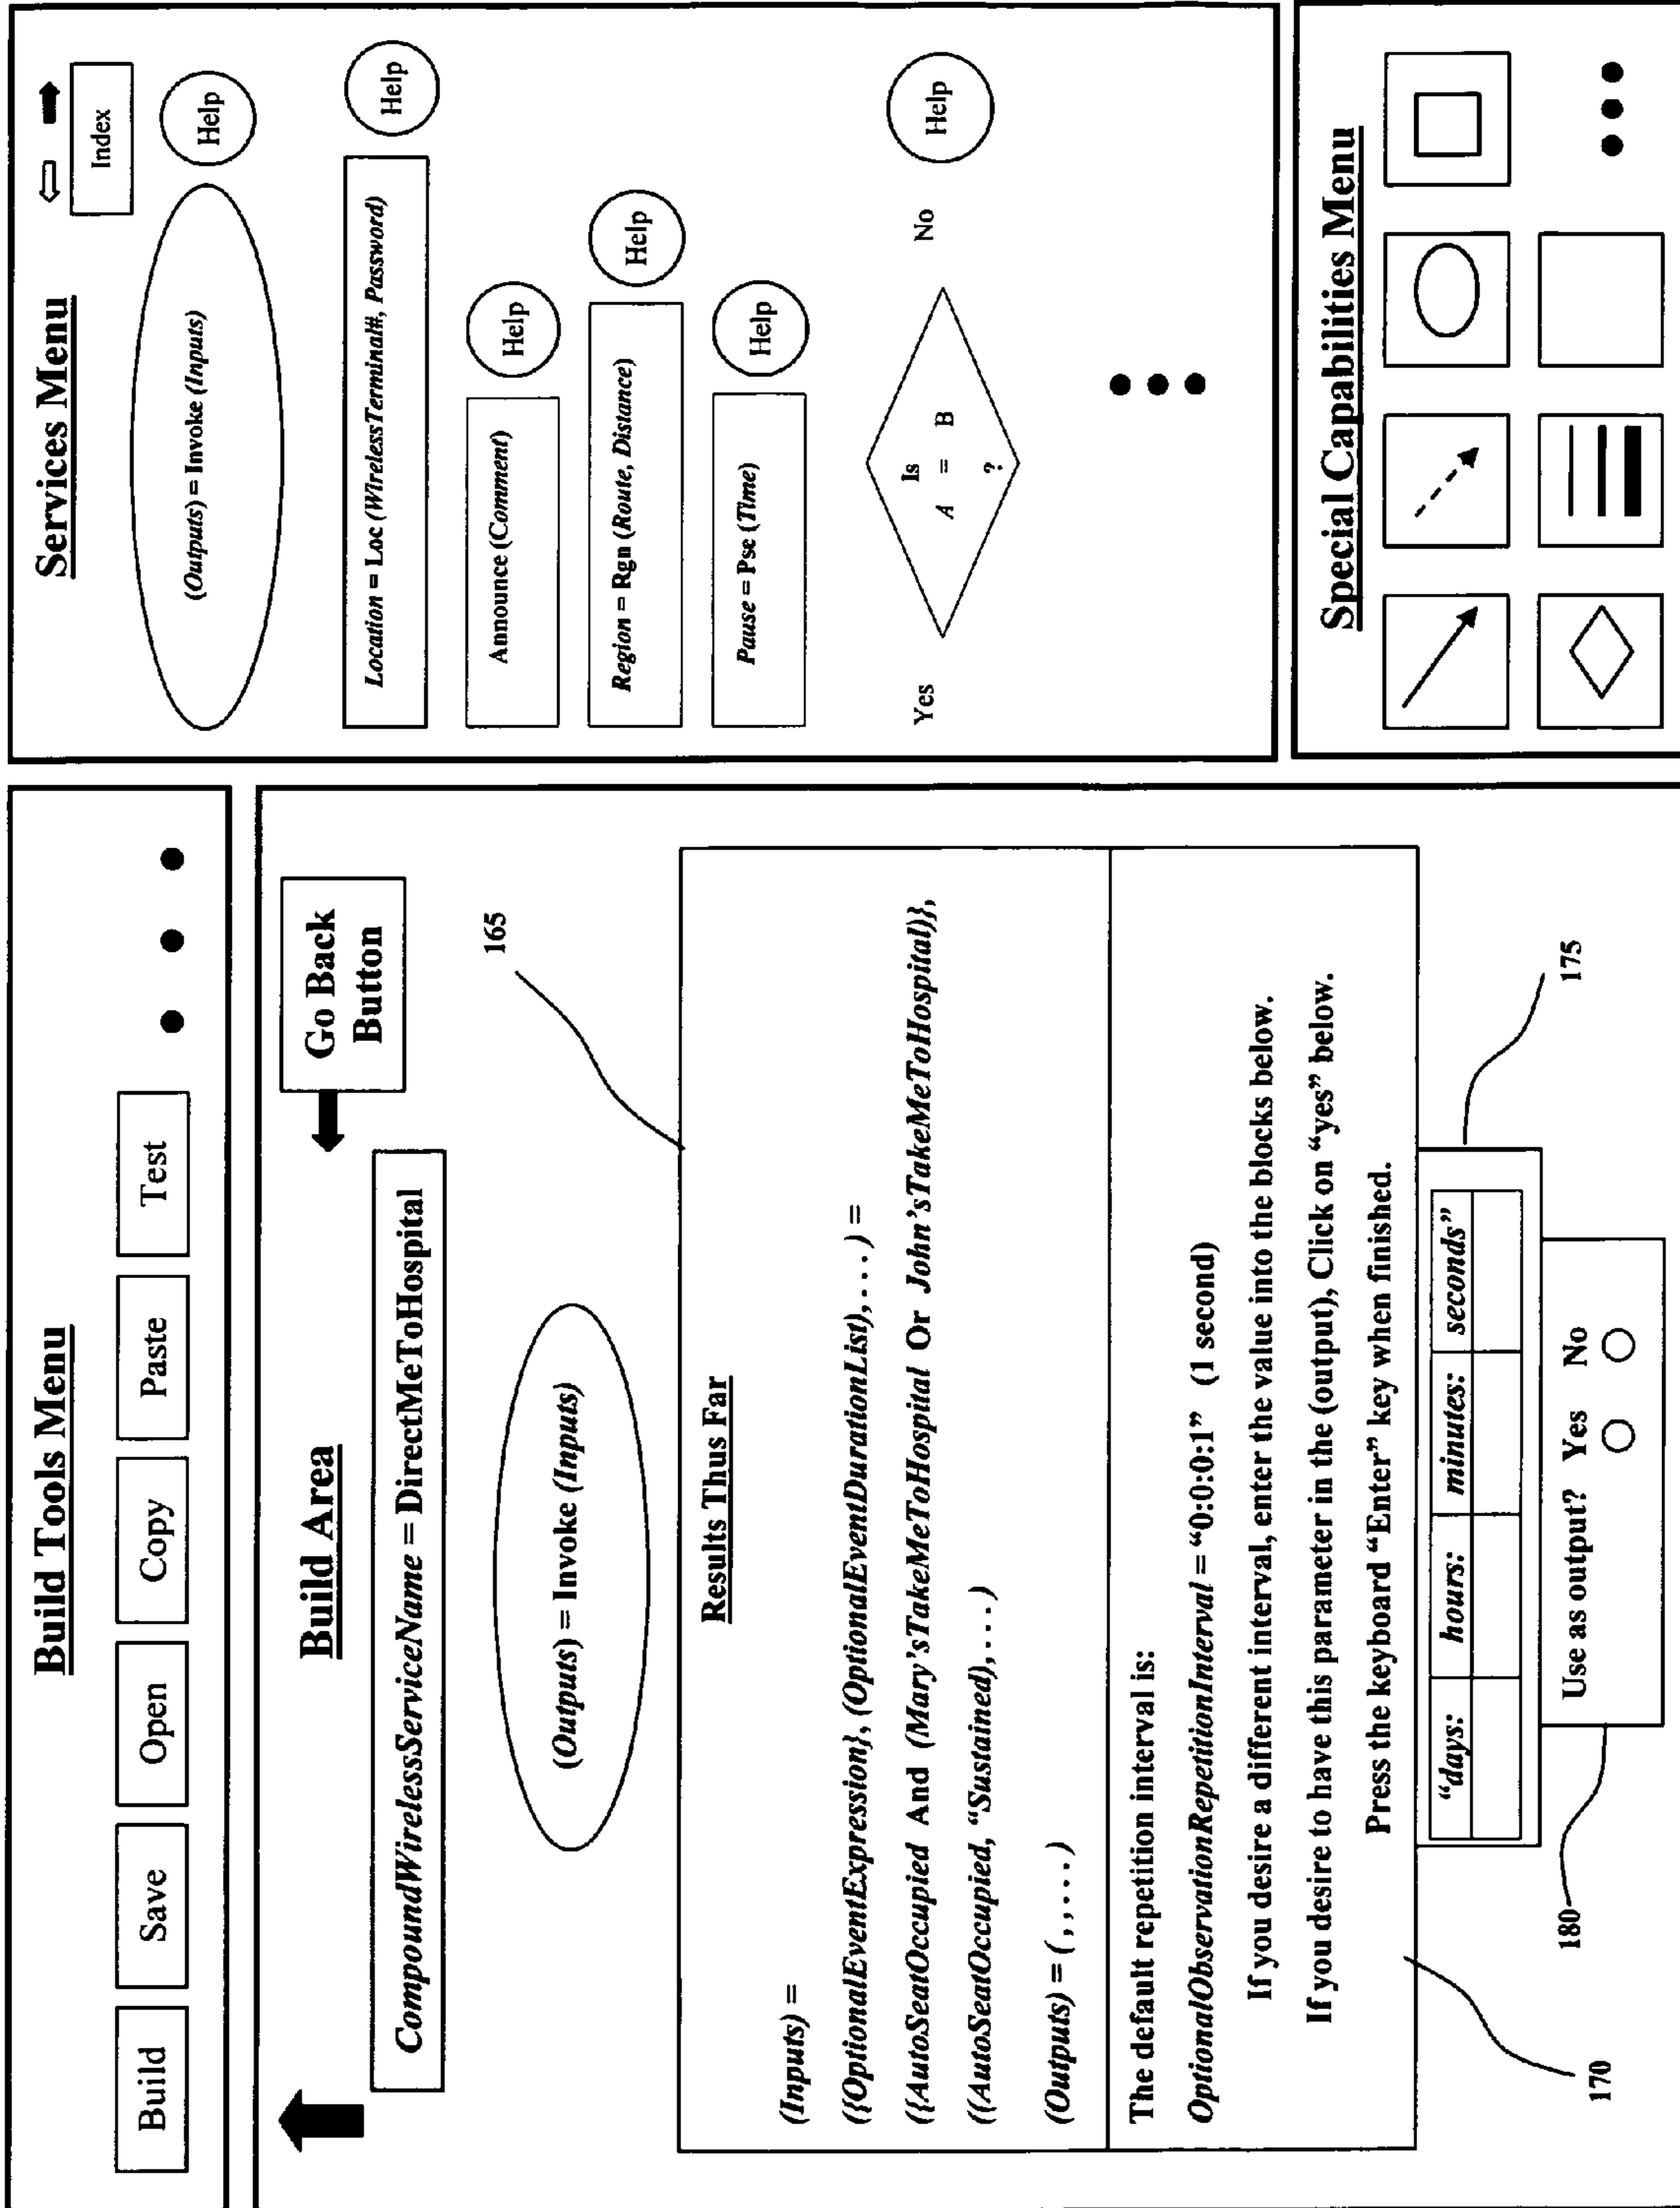 Build Tools Menu
Build
Save
Open
Copy
Paste
Test
Build Area
Go Back
Button
CompoundWirelessServiceName = DirectMeToHospital
(Outputs) = Invoke (Inputs)
165
Results Thus Far
(Inputs) =
({OptionalEventExpression}, (OptionalEventDurationList),...) =
({AutoSeatOccupied And (Mary'sTakeMeToHospital Or John'sTakeMeToHospital)},
((AutoSeatOccupied, “Sustained),...)
(Outputs) = (,,...)
The default repetition interval is:
OptionalObservationRepetitionInterval = “0:0:0:1” (1 second)
If you desire a different interval, enter the value into the blocks below.
If you desire to have this parameter in the (output), Click on “yes” below.
Press the keyboard “Enter” key when finished.
“days:
hours:
minutes:
seconds”
175
Use as output? Yes No
180
170
Services Menu
Index
(Outputs) = Invoke (Inputs)
Help
Location = Loc (WirelessTerminal#, Password)
Help
Announce (Comment)
Help
Region = Rgn (Route, Distance)
Help
Pause = Pse (Time)
Help
Yes
Is
A = B
?
No
Help
Special Capabilities Menu